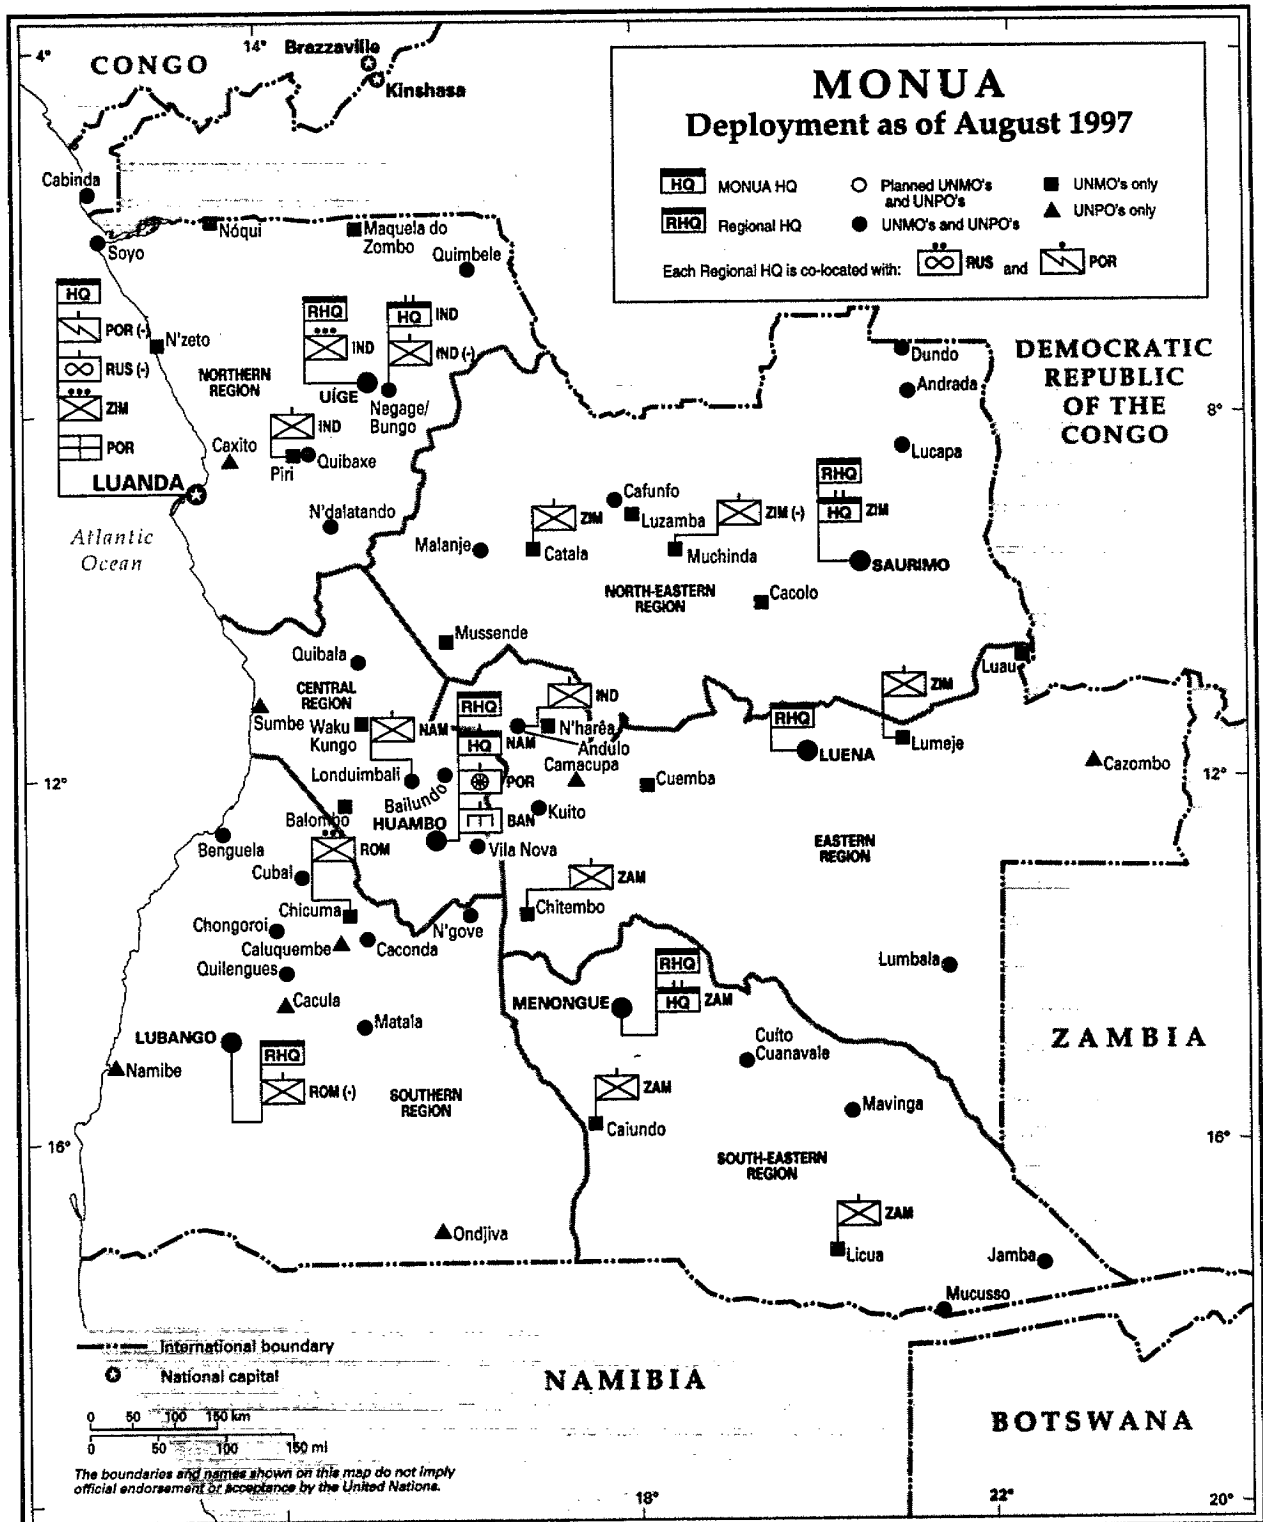 4°
14°
CONGO
Brazzaville
Kinshasa
MONUA
Deployment as of August 1997
HQ
MONUA HQ
Planned UNMO's
and UNPO's
UNMO's only
RHQ
Regional HQ
UNMO's and UNPO's
UNPO's only
Each Regional HQ is co-located with:
RUS
and
POR
Cabinda
Soyo
Nóqui
Maquela do
Zombo
Quimbele
HQ
POR (-)
RUS (-)
ZIM
POR
LUANDA
N'zeto
NORTHERN
REGION
RHQ
IND
UÍGE
HQ
IND
IND (-)
Negage/
Bungo
IND
Caxito
Piri
Quibaxe
N'dalatando
Atlantic
Ocean
Dundo
Andrada
Lucapa
DEMOCRATIC
REPUBLIC
OF THE
CONGO
8°
Cafunfo
Luzamba
ZIM
Catala
ZIM (-)
Muchinda
RHQ
HQ
ZIM
SAURIMO
Malanje
NORTH-EASTERN
REGION
Cacolo
Mussende
Luau
Quibala
CENTRAL
REGION
Sumbe
Waku
Kungo
NAM
Londuimbali
Bailundo
RHQ
HQ
NAM
POR
BAN
HUAMBO
IND
N'harêa
Andulo
Camacupa
Cuemba
Kuito
Vila Nova
RHQ
LUENA
ZIM
Lumeje
Cazombo
12°
12°
Balombo
ROM
Benguela
Cubal
Chicuma
EASTERN
REGION
ZAM
Chitembo
Chongoroi
Caluquembe
Caconda
N'gove
Quilengues
Cacula
Matala
LUBANGO
RHQ
ROM (-)
Namibe
SOUTHERN
REGION
MENONGUE
RHQ
HQ
ZAM
Lumbala
Cuíto
Cuanavale
ZAMBIA
ZAM
Caiundo
Mavinga
16°
16°
SOUTH-EASTERN
REGION
ZAM
Licua
Jamba
Mucusso
Ondjiva
International boundary
National capital
NAMIBIA
BOTSWANA
0 50 100 150 km
0 50 100 150 mi
The boundaries and names shown on this map do not imply
official endorsement or acceptance by the United Nations.
18°
22°
20°